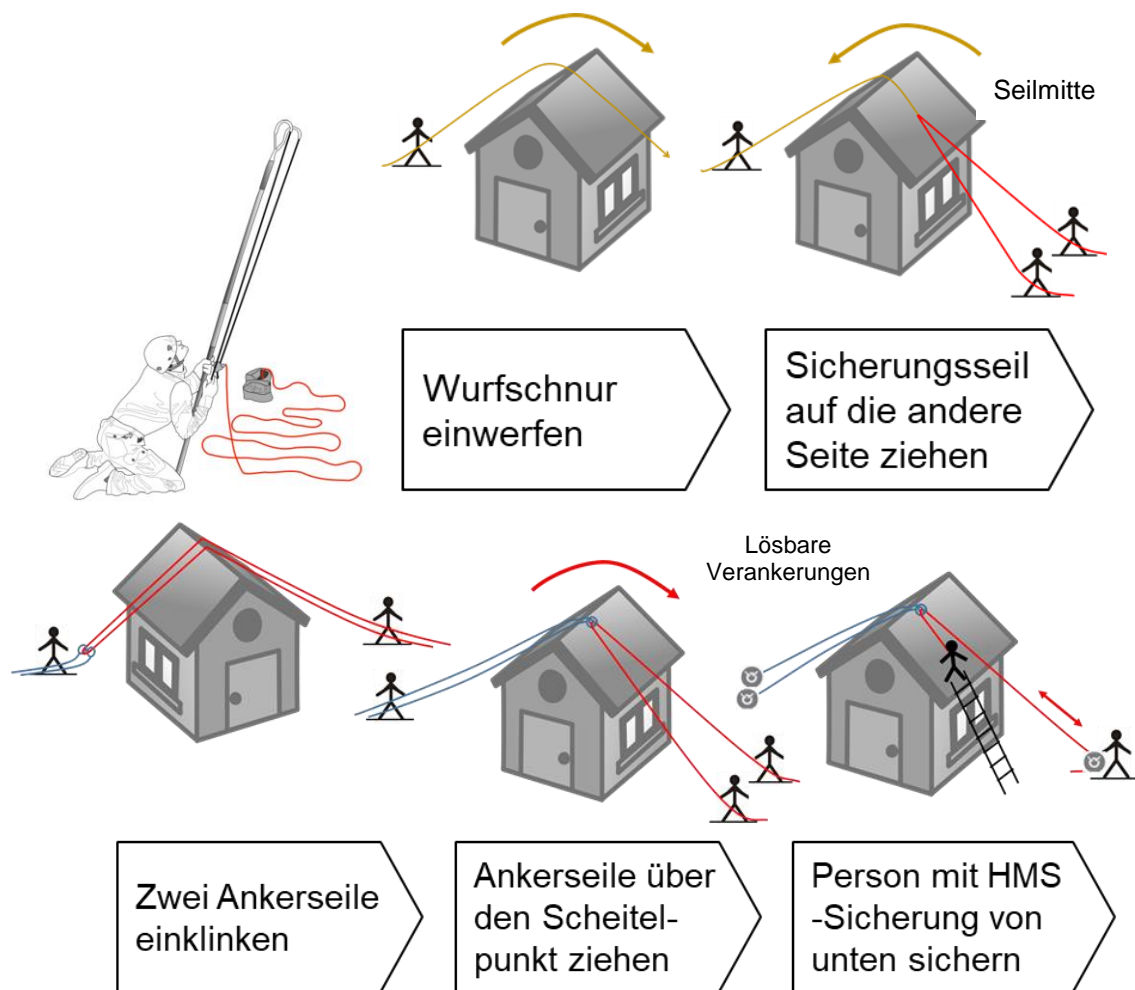 Seilmitte
Wurfschnur
einwerfen
Sicherungsseil
auf die andere
Seite ziehen
Lösbare
Verankerungen
Zwei Ankerseile
einklinken
Ankerseile über
den Scheitel-
punkt ziehen
Person mit HMS
-Sicherung von
unten sichern